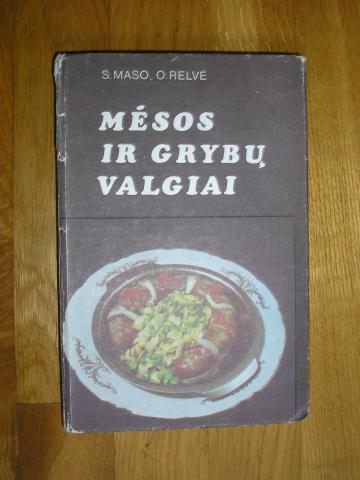 S. MASO, O. RELVĖ
MĖSOS
IR GRYBŲ
VALGIAI